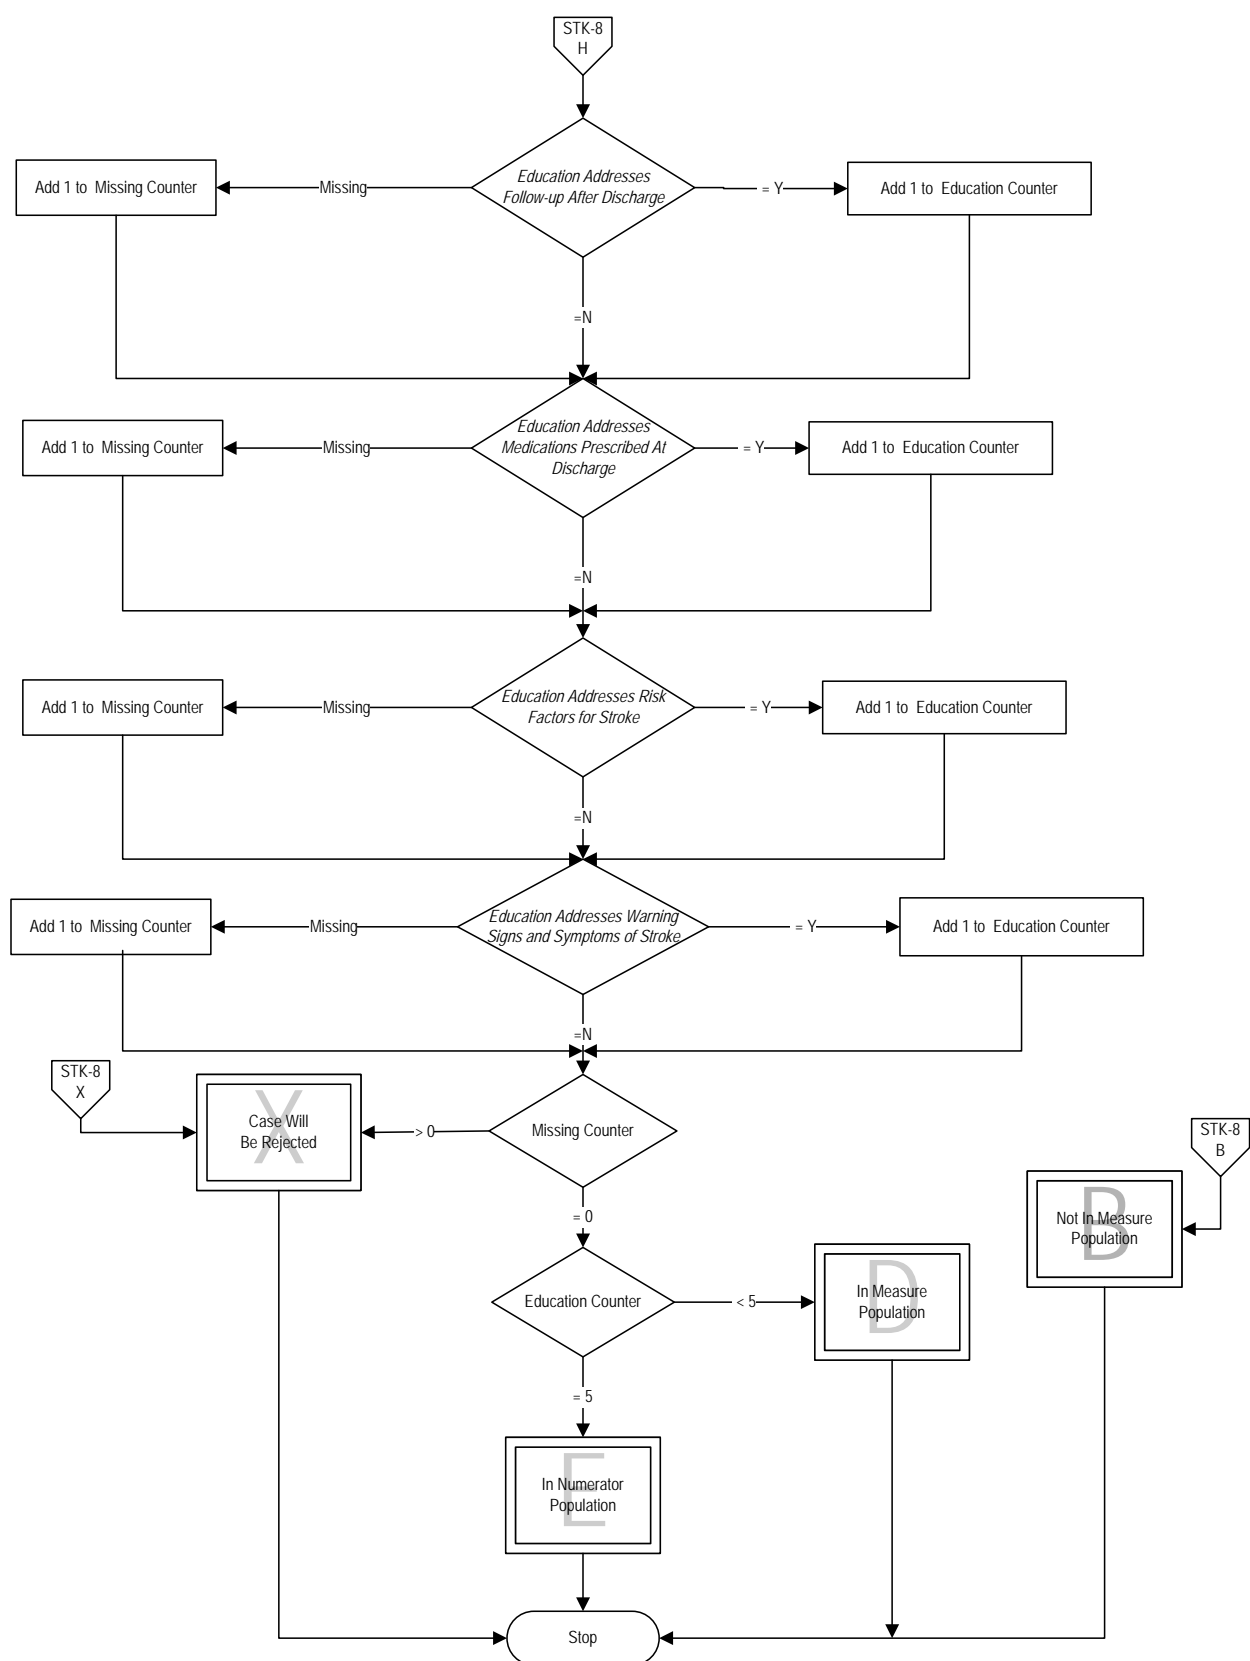 STK-8
H
Education Addresses
Follow-up After Discharge
Missing
Add 1 to Missing Counter
= Y
Add 1 to Education Counter
=N
Education Addresses
Medications Prescribed At
Discharge
Missing
Add 1 to Missing Counter
= Y
Add 1 to Education Counter
=N
Education Addresses Risk
Factors for Stroke
Missing
Add 1 to Missing Counter
= Y
Add 1 to Education Counter
=N
Education Addresses Warning
Signs and Symptoms of Stroke
Missing
Add 1 to Missing Counter
= Y
Add 1 to Education Counter
=N
STK-8
X
X
Case Will
Be Rejected
> 0
Missing Counter
= 0
STK-8
B
B
Not In Measure
Population
Education Counter
< 5
D
In Measure
Population
= 5
E
In Numerator
Population
Stop